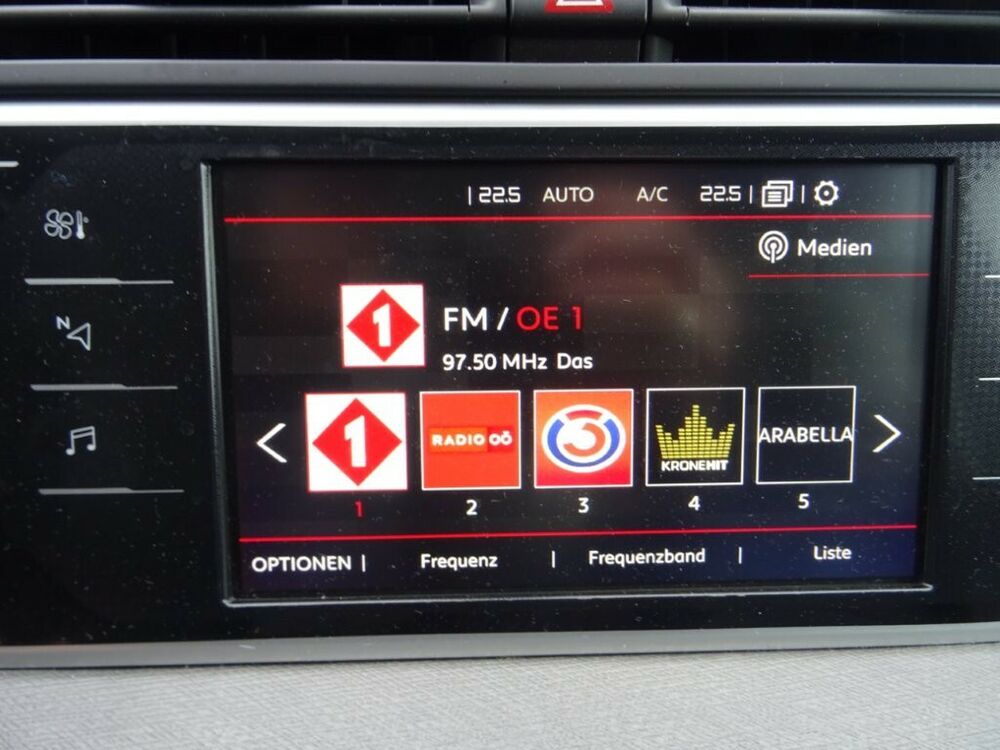 22.5 AUTO A/C 22.5
Medien
1
FM / OE 1
97.50 MHz Das
1 RADIO OÖ 3 KRONEHIT ARABELLA
1 2 3 4 5
OPTIONEN | Frequenz | Frequenzband | Liste
N